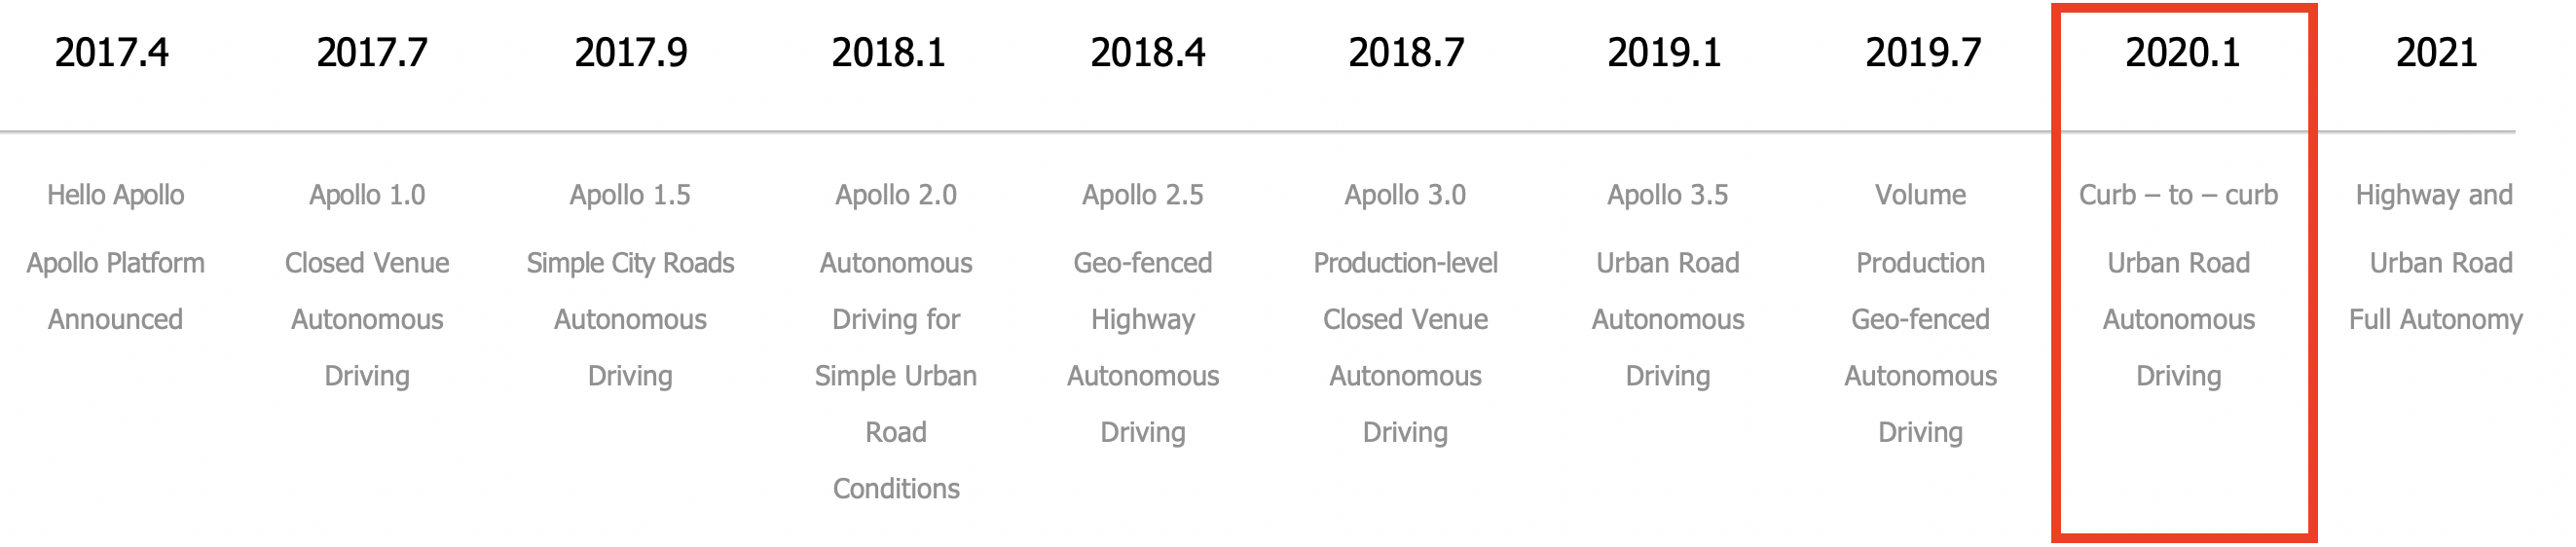 2017.4
2017.7
2017.9
2018.1
2018.4
2018.7
2019.1
2019.7
2020.1
2021
Hello Apollo
Apollo Platform
Announced
Apollo 1.0
Closed Venue
Autonomous
Driving
Apollo 1.5
Simple City Roads
Autonomous
Driving
Apollo 2.0
Autonomous
Driving for
Simple Urban
Road
Conditions
Apollo 2.5
Geo-fenced
Highway
Autonomous
Driving
Apollo 3.0
Production-level
Closed Venue
Autonomous
Driving
Apollo 3.5
Urban Road
Autonomous
Driving
Volume
Production
Geo-fenced
Autonomous
Driving
Curb – to – curb
Urban Road
Autonomous
Driving
Highway and
Urban Road
Full Autonomy